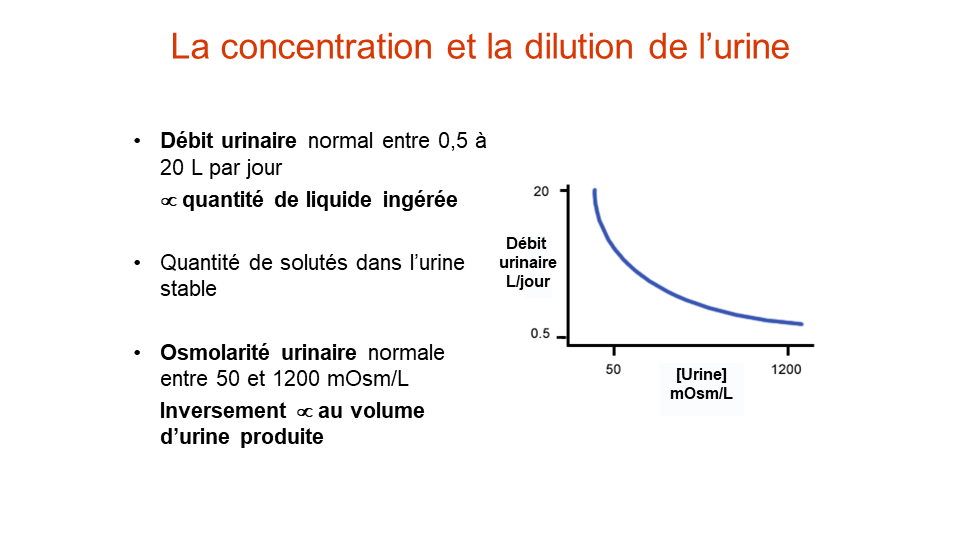 La concentration et la dilution de l’urine
• Débit urinaire normal entre 0,5 à
20 L par jour
∝ quantité de liquide ingérée
• Quantité de solutés dans l’urine
stable
• Osmolarité urinaire normale
entre 50 et 1200 mOsm/L
Inversement ∝ au volume
d’urine produite
20
Débit
urinaire
L/jour
0.5
50
[Urine]
mOsm/L
1200